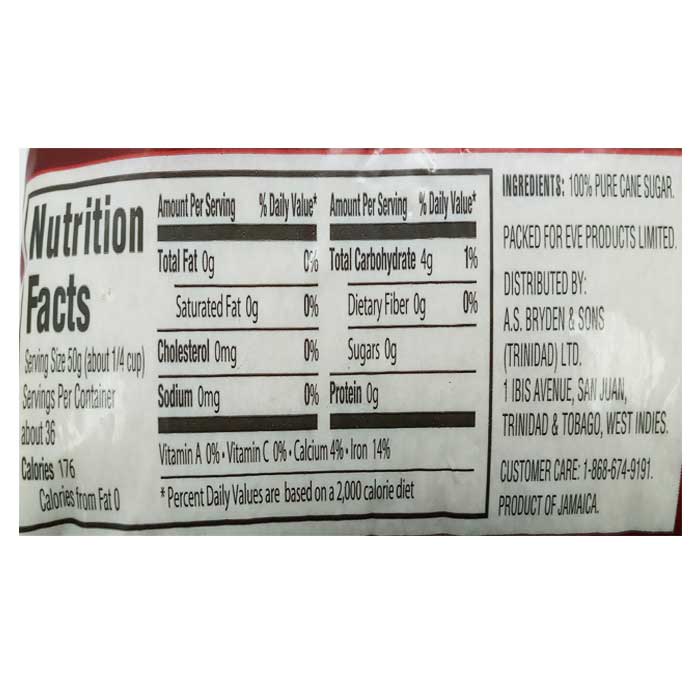 Nutrition
Facts
Serving Size 50g (about 1/4 cup)
Servings Per Container
about 36
Calories 176
Calories from Fat 0
Amount Per Serving % Daily Value*
Total Fat 0g 0%
Saturated Fat 0g 0%
Cholesterol 0mg 0%
Sodium 0mg 0%
Amount Per Serving % Daily Value*
Total Carbohydrate 4g 1%
Dietary Fiber 0g 0%
Sugars 0g
Protein 0g
Vitamin A 0% • Vitamin C 0% • Calcium 4% • Iron 14%
* Percent Daily Values are based on a 2,000 calorie diet
INGREDIENTS: 100% PURE CANE SUGAR.
PACKED FOR EVE PRODUCTS LIMITED.
DISTRIBUTED BY:
A.S. BRYDEN & SONS
(TRINIDAD) LTD.
1 IBIS AVENUE, SAN JUAN,
TRINIDAD & TOBAGO, WEST INDIES.
CUSTOMER CARE: 1-868-674-9191.
PRODUCT OF JAMAICA.